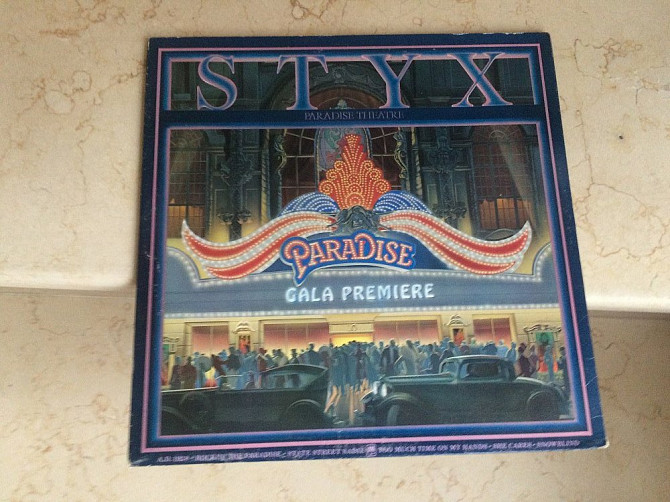 STYX
PARADISE THEATRE
PARADISE
GALA PREMIERE
A.D. 1928 • ROCKIN' THE PARADISE • STATE STREET SADIE • TOO MUCH TIME ON MY HANDS • SHE CARES • SNOWBLIND